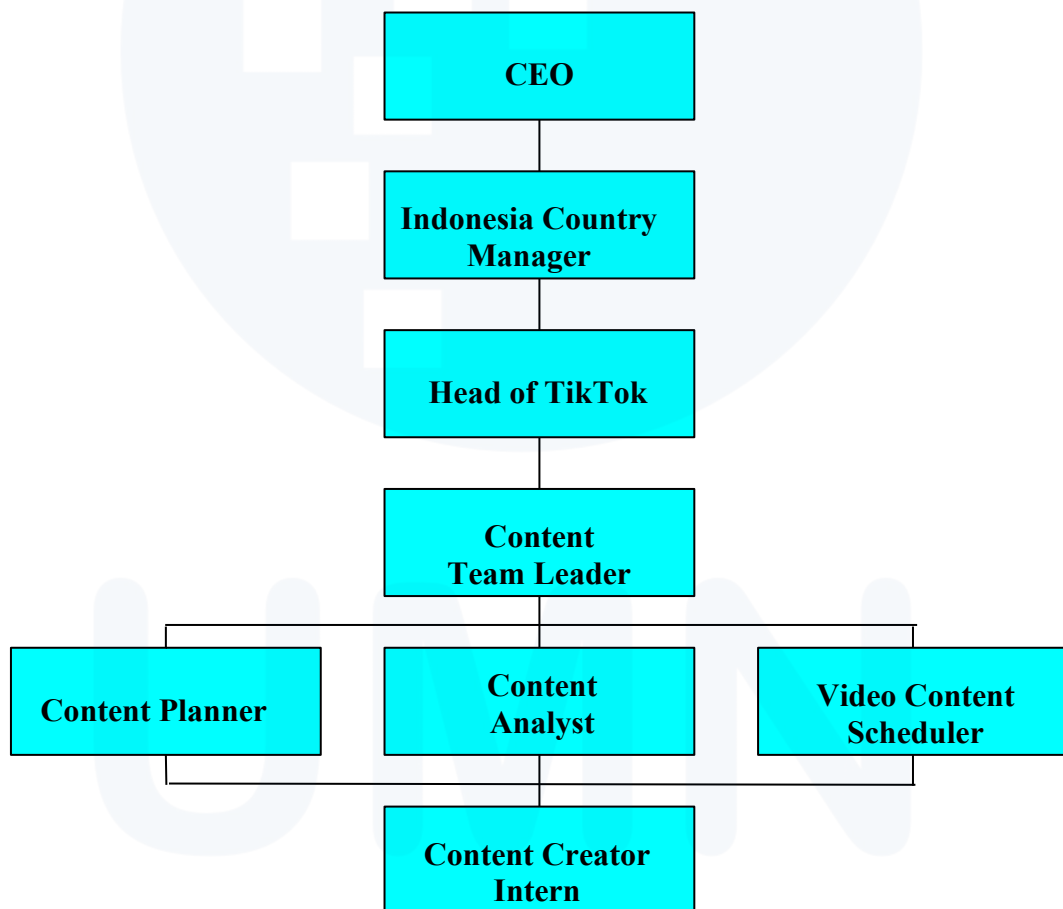 CEO
Indonesia Country
Manager
Head of TikTok
Content
Team Leader
Content Planner
Content
Analyst
Video Content
Scheduler
Content Creator
Intern
UMN